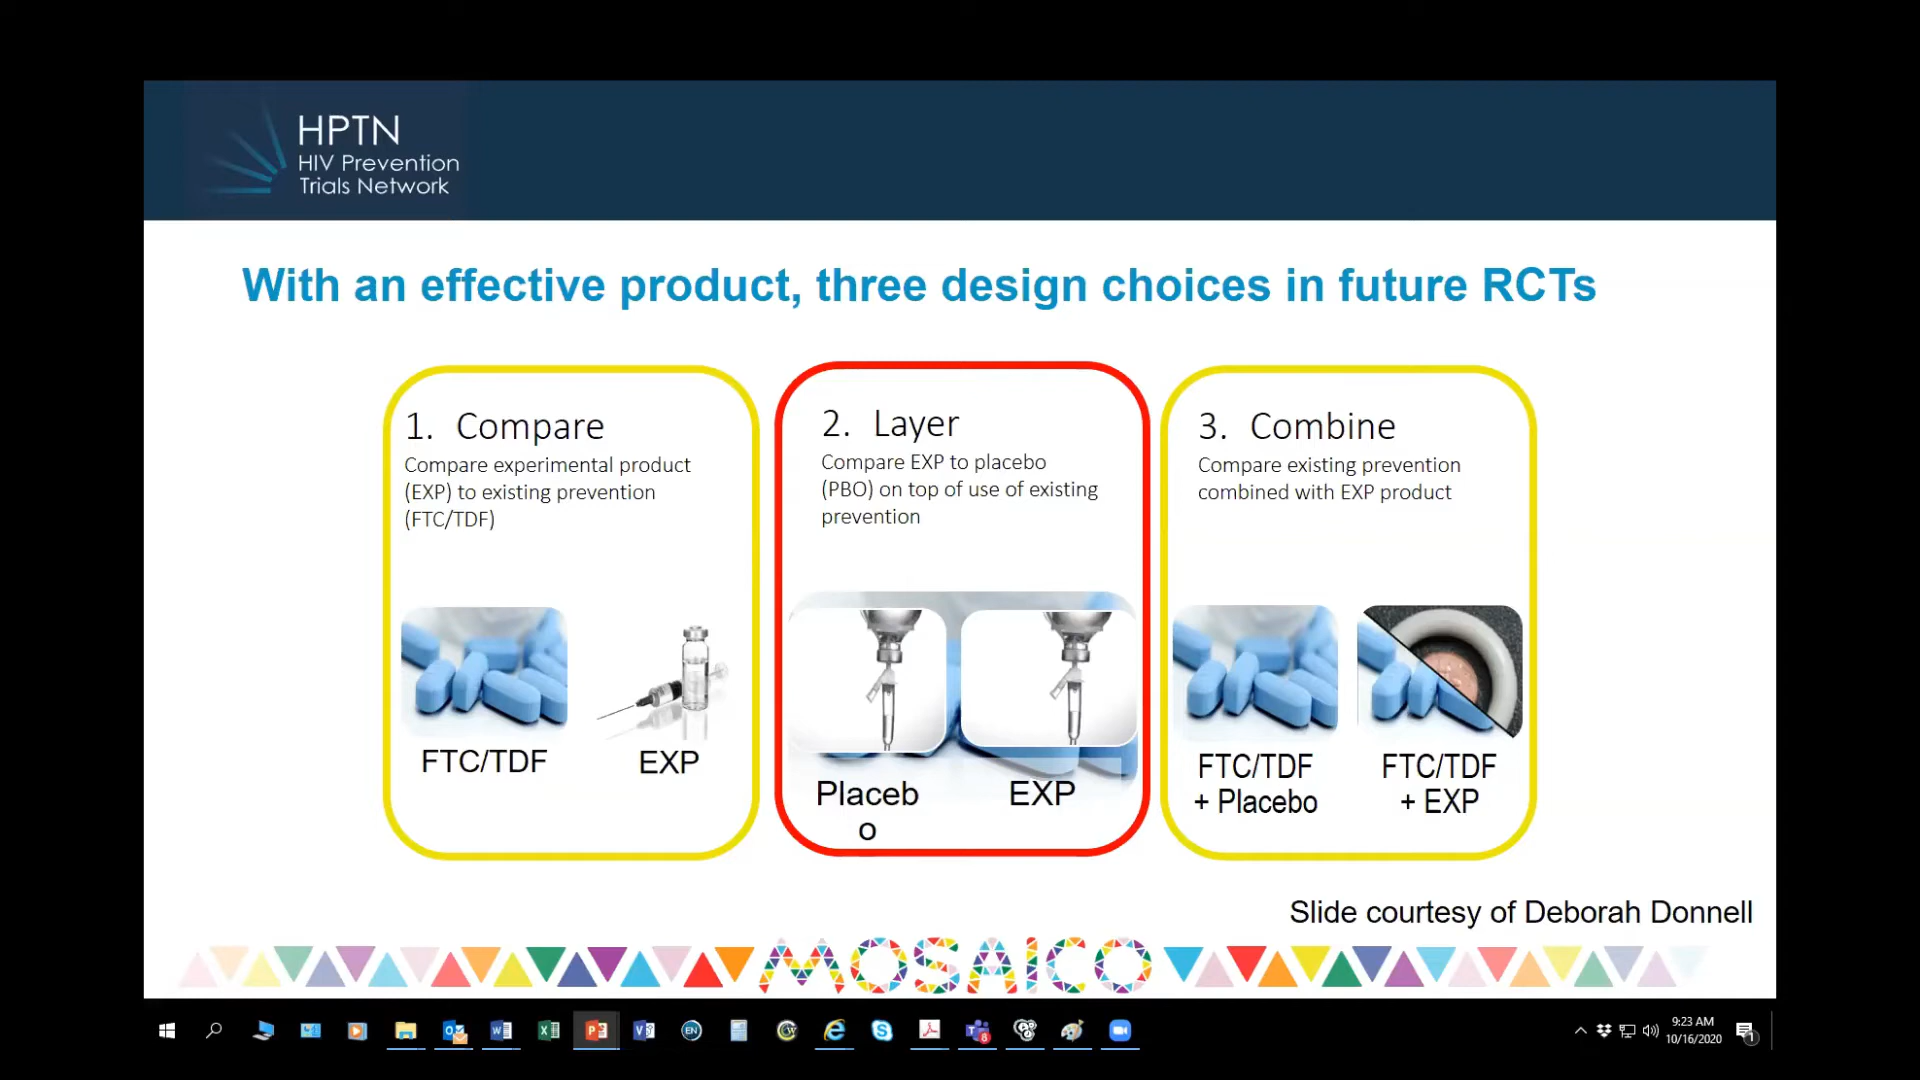 HPTN
HIV Prevention
Trials Network
With an effective product, three design choices in future RCTs
1. Compare
Compare experimental product
(EXP) to existing prevention
(FTC/TDF)
FTC/TDF
EXP
2. Layer
Compare EXP to placebo
(PBO) on top of use of existing
prevention
Placeb
o
EXP
3. Combine
Compare existing prevention
combined with EXP product
FTC/TDF
+ Placebo
FTC/TDF
+ EXP
Slide courtesy of Deborah Donnell
MOSAICO
EN
9:23 AM
10/16/2020